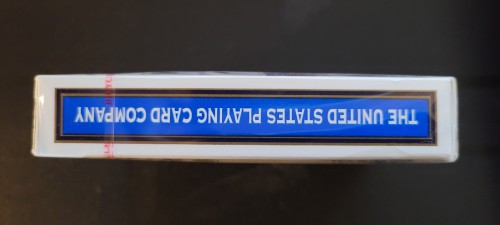 THE UNITED STATES PLAYING CARD COMPANY